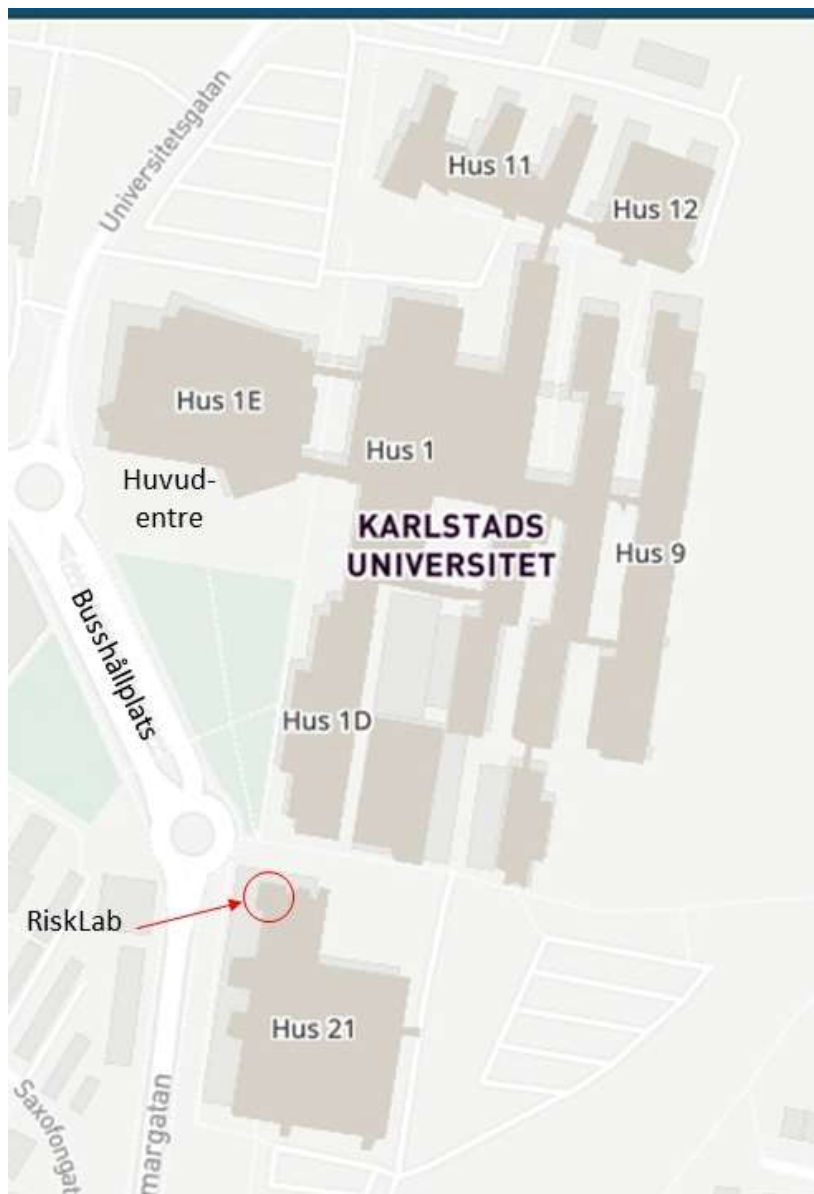 Universitetsgatan
Hus 11
Hus 12
Hus 1E
Hus 1
Huvud-
entre
KARLSTADS
UNIVERSITET
Hus 9
Busshållplats
Hus 1D
RiskLab
Hus 21
Saxofongat
margatan